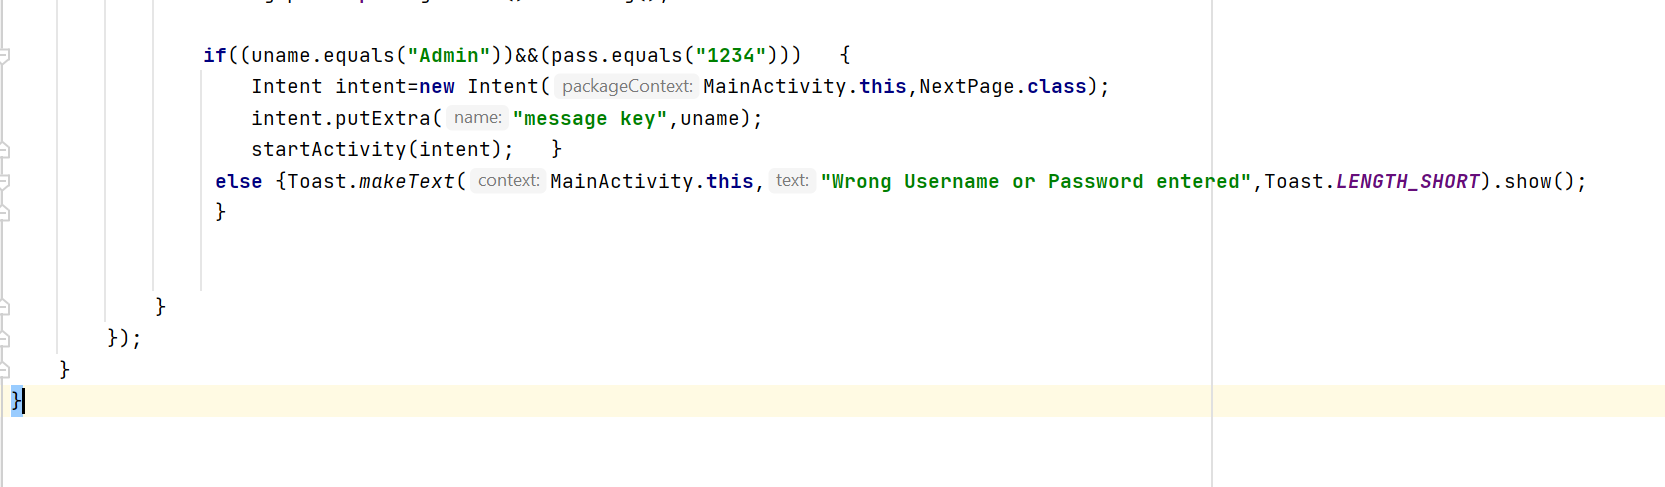 if((uname.equals("Admin"))&&(pass.equals("1234")))   {
Intent intent=new Intent( packageContext: MainActivity.this,NextPage.class);
intent.putExtra( name: "message key",uname);
startActivity(intent);   }
else {Toast.makeText( context: MainActivity.this, text: "Wrong Username or Password entered",Toast.LENGTH_SHORT).show();
}
}
});
}
}